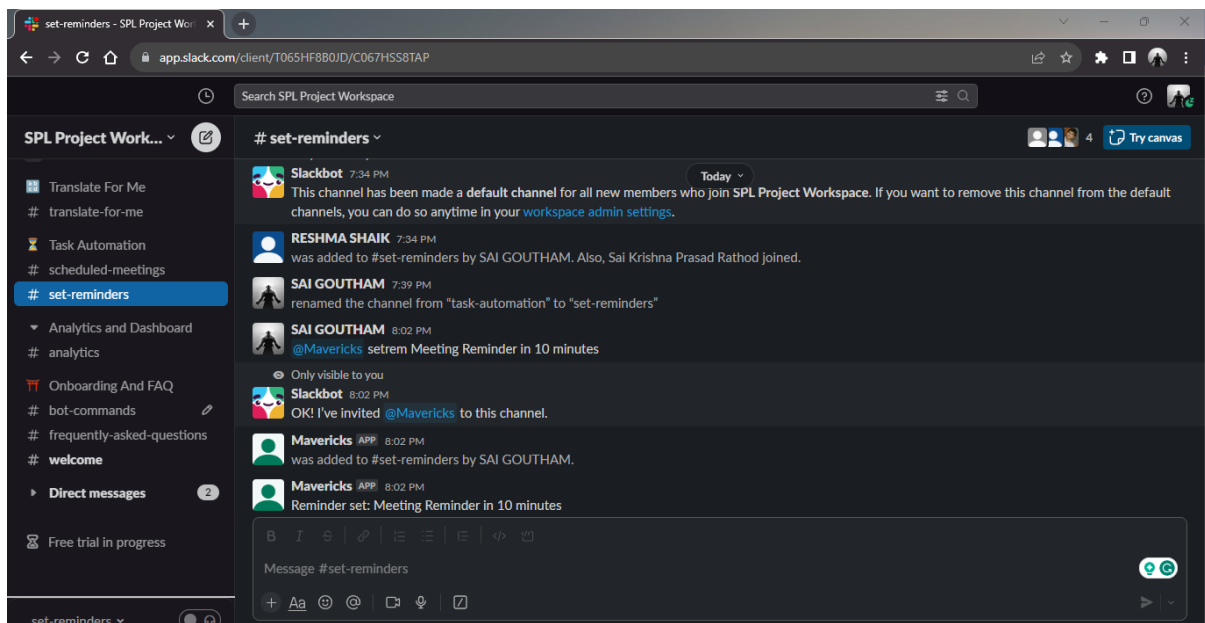 set-reminders - SPL Project Wor
app.slack.com/client/T065HF8B0JD/C067HSS8TAP
Search SPL Project Workspace
SPL Project Work...
# set-reminders
4
Try canvas
Translate For Me
# translate-for-me
Task Automation
# scheduled-meetings
# set-reminders
Analytics and Dashboard
# analytics
Onboarding And FAQ
# bot-commands
# frequently-asked-questions
# welcome
Direct messages 2
Free trial in progress
set-reminders
Today
Slackbot 7:34 PM
This channel has been made a default channel for all new members who join SPL Project Workspace. If you want to remove this channel from the default
channels, you can do so anytime in your workspace admin settings.
RESHMA SHAIK 7:34 PM
was added to #set-reminders by SAI GOUTHAM. Also, Sai Krishna Prasad Rathod joined.
SAI GOUTHAM 7:39 PM
renamed the channel from “task-automation” to “set-reminders”
SAI GOUTHAM 8:02 PM
@Mavericks setrem Meeting Reminder in 10 minutes
Only visible to you
Slackbot 8:02 PM
OK! I’ve invited @Mavericks to this channel.
Mavericks APP 8:02 PM
was added to #set-reminders by SAI GOUTHAM.
Mavericks APP 8:02 PM
Reminder set: Meeting Reminder in 10 minutes
B I S
Message #set-reminders
Aa